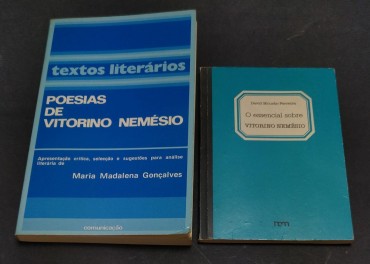 textos literários
POESIAS
DE
VITORINO NEMÉSIO
Apresentação crítica, selecção e sugestões para análise
literária de
Maria Madalena Gonçalves
COMUNICAÇÃO
O essencial sobre
VITORINO NEMÉSIO